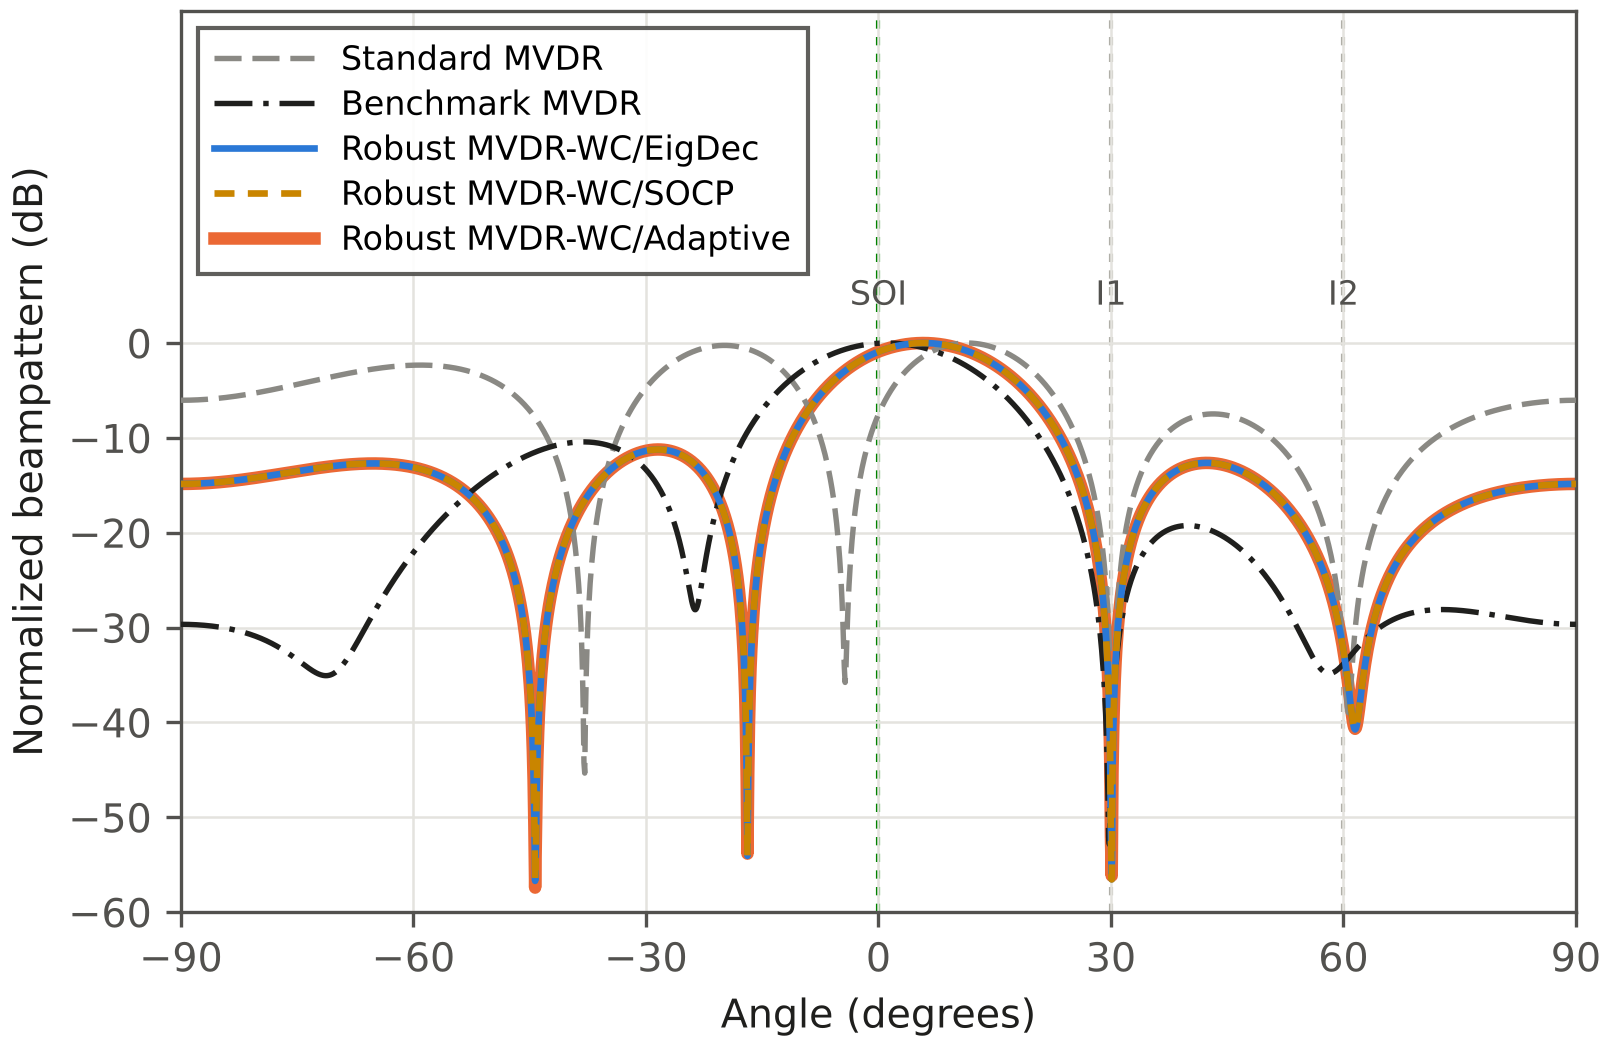 Standard MVDR
Benchmark MVDR
Robust MVDR-WC/EigDec
Robust MVDR-WC/SOCP
Robust MVDR-WC/Adaptive
SOI
I1
I2
Normalized beampattern (dB)
0
−10
−20
−30
−40
−50
−60
−90
−60
−30
0
30
60
90
Angle (degrees)